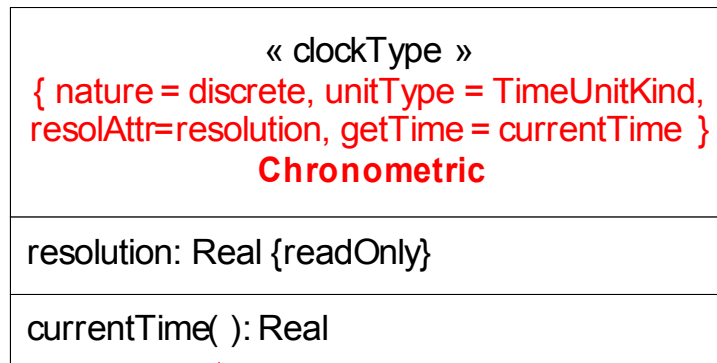 « clockType »
{ nature = discrete, unitType = TimeUnitKind,
resolAttr=resolution, getTime = currentTime }
Chronometric
resolution: Real {readOnly}
currentTime( ): Real